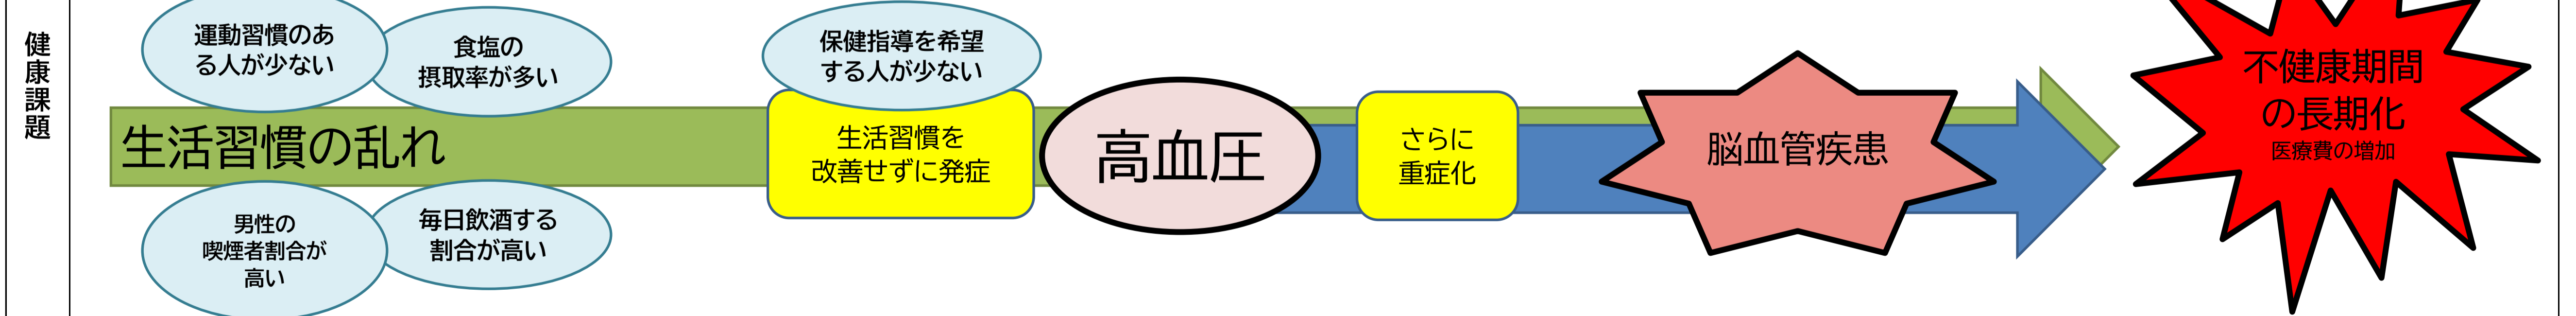 健康課題
運動習慣のあ
る人が少ない
食塩の
摂取率が多い
保健指導を希望
する人が少ない
生活習慣の乱れ
生活習慣を
改善せずに発症
高血圧
さらに
重症化
脳血管疾患
不健康期間
の長期化
医療費の増加
男性の
喫煙者割合が
高い
毎日飲酒する
割合が高い